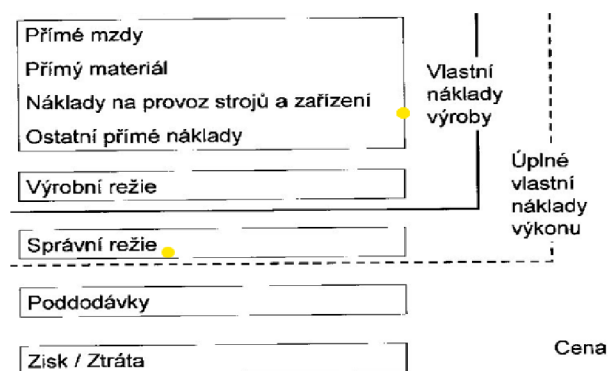 Přímé mzdy
Přímý materiál
Náklady na provoz strojů a zařízení
Ostatní přímé náklady
Vlastní
náklady
výroby
Výrobní režie
Úplné
vlastní
náklady
výkonu
Správní režie
Poddodávky
Cena
Zisk / Ztráta